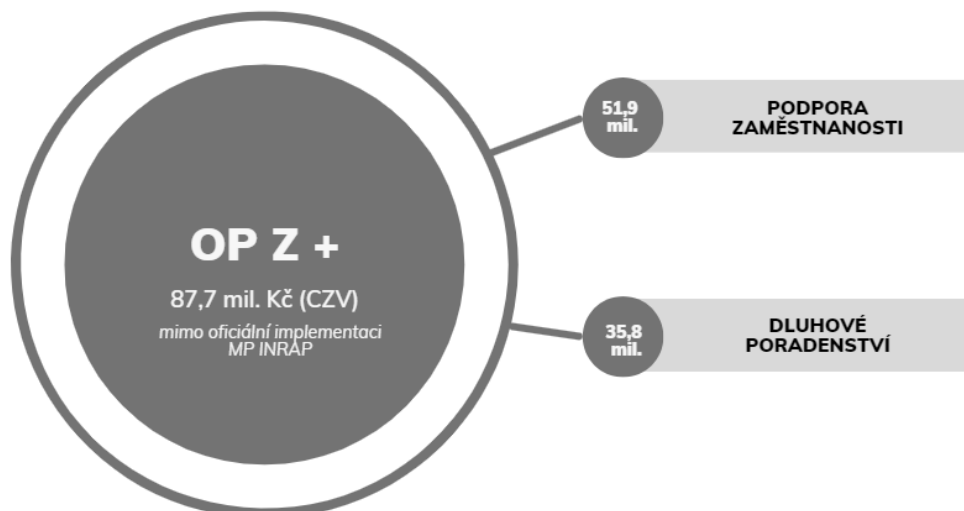 OP Z +
87,7 mil. Kč (CZV)
mimo oficiální implementaci
MP INRAP
51,9
mil.
PODPORA
ZAMĚSTNANOSTI
35,8
mil.
DLUHOVÉ
PORADENSTVÍ